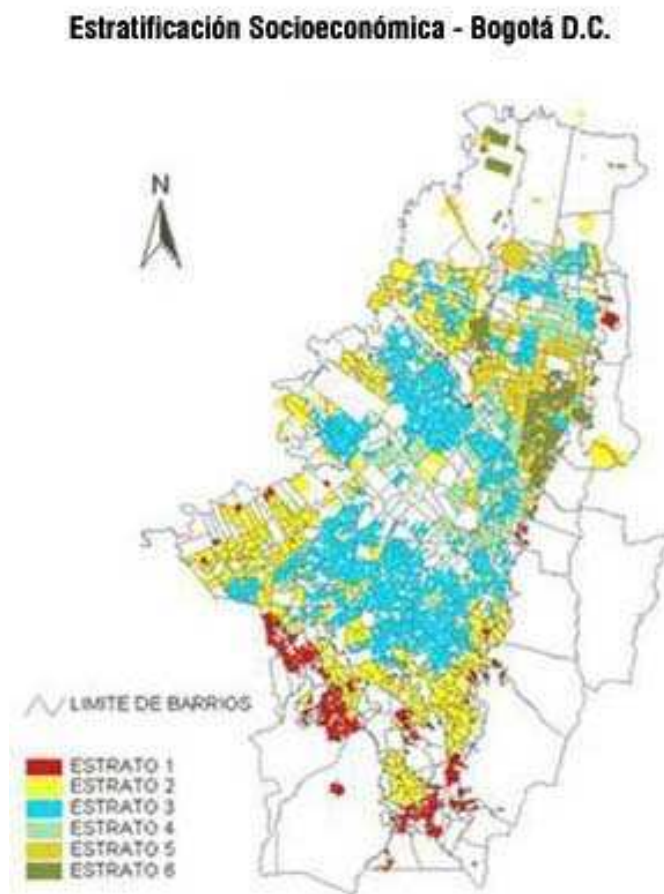 Estratificación Socioeconómica - Bogotá D.C.
N
LIMITE DE BARRIOS
ESTRATO 1
ESTRATO 2
ESTRATO 3
ESTRATO 4
ESTRATO 5
ESTRATO 6